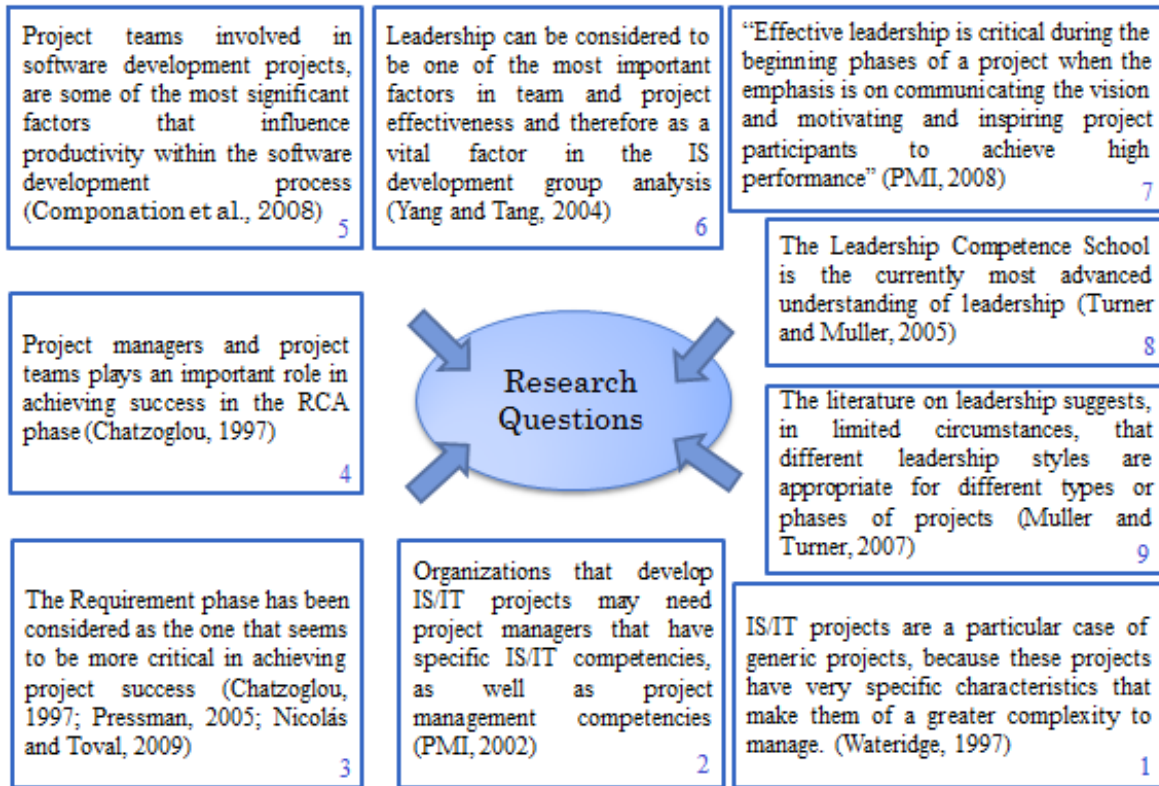 Project teams involved in
software development projects,
are some of the most significant
factors that influence
productivity within the software
development process
(Componation et al., 2008)
5
Leadership can be considered to
be one of the most important
factors in team and project
effectiveness and therefore as a
vital factor in the IS
development group analysis
(Yang and Tang, 2004)
6
“Effective leadership is critical during the
beginning phases of a project when the
emphasis is on communicating the vision
and motivating and inspiring project
participants to achieve high
performance” (PMI, 2008)
7
The Leadership Competence School
is the currently most advanced
understanding of leadership (Turner
and Muller, 2005)
8
Project managers and project
teams plays an important role in
achieving success in the RCA
phase (Chatzoglou, 1997)
4
Research
Questions
The literature on leadership suggests,
in limited circumstances, that
different leadership styles are
appropriate for different types or
phases of projects (Muller and
Turner, 2007)
9
The Requirement phase has been
considered as the one that seems
to be more critical in achieving
project success (Chatzoglou,
1997; Pressman, 2005; Nicolás
and Toval, 2009)
3
Organizations that develop
IS/IT projects may need
project managers that have
specific IS/IT competencies,
as well as project
management competencies
(PMI, 2002)
2
IS/IT projects are a particular case of
generic projects, because these projects
have very specific characteristics that
make them of a greater complexity to
manage. (Wateridge, 1997)
1